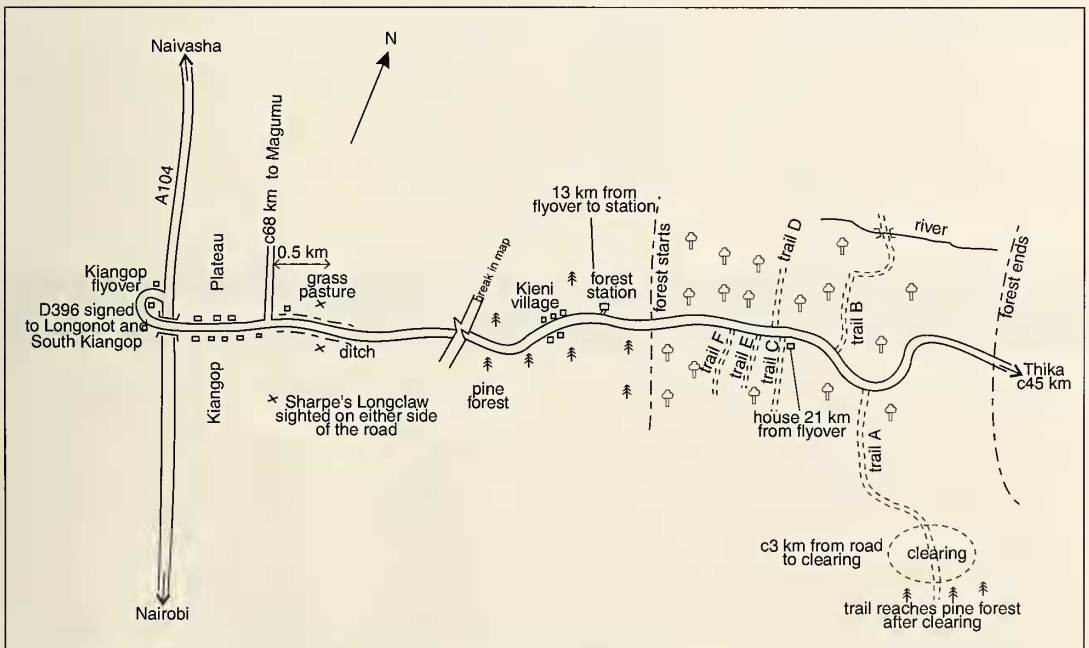 Naivasha
N
A104
Plateau
c68 km to Magumu
0.5 km
grass
pasture
Kiangop
flyover
D396 signed
to Longonot and
South Kiangop
ditch
Kiangop
x Sharpe's Longclaw
sighted on either side
of the road
break in map
pine
forest
Kieni
village
13 km from
flyover to station
forest
station
forest starts
trail F
trail E
trail C
trail D
house 21 km
from flyover
trail B
river
forest ends
Thika
c45 km
trail A
c3 km from road
to clearing
clearing
trail reaches pine forest
after clearing
Nairobi